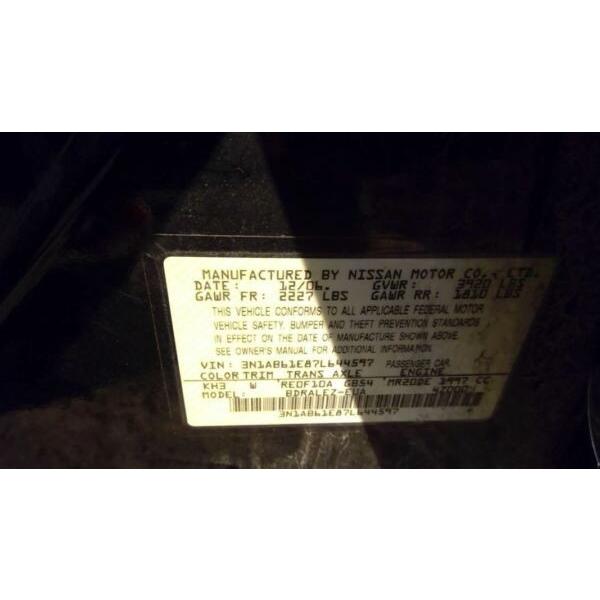 MANUFACTURED BY NISSAN MOTOR CO., LTD.
DATE: 12/06. GVWR: 3920 LBS
GAWR FR: 2227 LBS GAWR RR: 1810 LBS
THIS VEHICLE CONFORMS TO ALL APPLICABLE FEDERAL MOTOR
VEHICLE SAFETY, BUMPER AND THEFT PREVENTION STANDARDS
IN EFFECT ON THE DATE OF MANUFACTURE SHOWN ABOVE.
SEE OWNER'S MANUAL FOR ADDITIONAL INFORMATION
VIN: 3N1AB61E87L644597 PASSENGER CAR
COLOR TRIM TRANS AXLE ENGINE
KH3 W RE0F10A GB54 MR20DE 1997 CC
MODEL: BDRALEZ-EUA
3N1AB61E87L644597